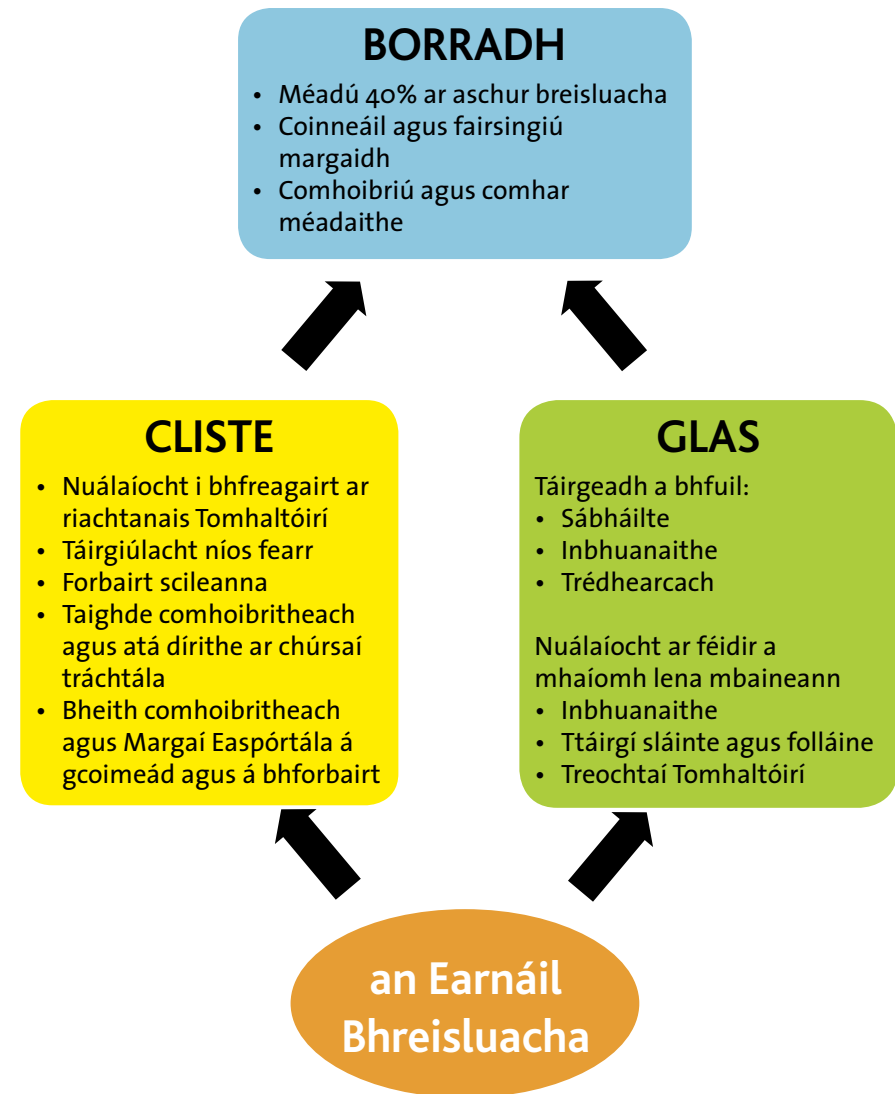 BORRADH
• Méadú 40% ar aschur breisluacha
• Coinneáil agus fairsingiú
margaidh
• Comhoibriú agus comhar
méadaithe
CLISTE
• Nuálaíocht i bhfreagairt ar
riachtanais Tomhaltóirí
• Táirgiúlacht níos fearr
• Forbairt scileanna
• Taighde comhoibritheach
agus atá dírithe ar chúrsaí
tráchtála
• Bheith comhoibritheach
agus Margaí Easpórtála á
gcoimeád agus á bhforbairt
GLAS
Táirgeadh a bhfuil:
• Sábháilte
• Inbhuanaithe
• Trédhearcach
Nuálaíocht ar féidir a
mhaíomh lena mbaineann
• Inbhuanaithe
• Ttáirgí sláinte agus folláine
• Treochtaí Tomhaltóirí
an Earnáil
Bhreisluacha